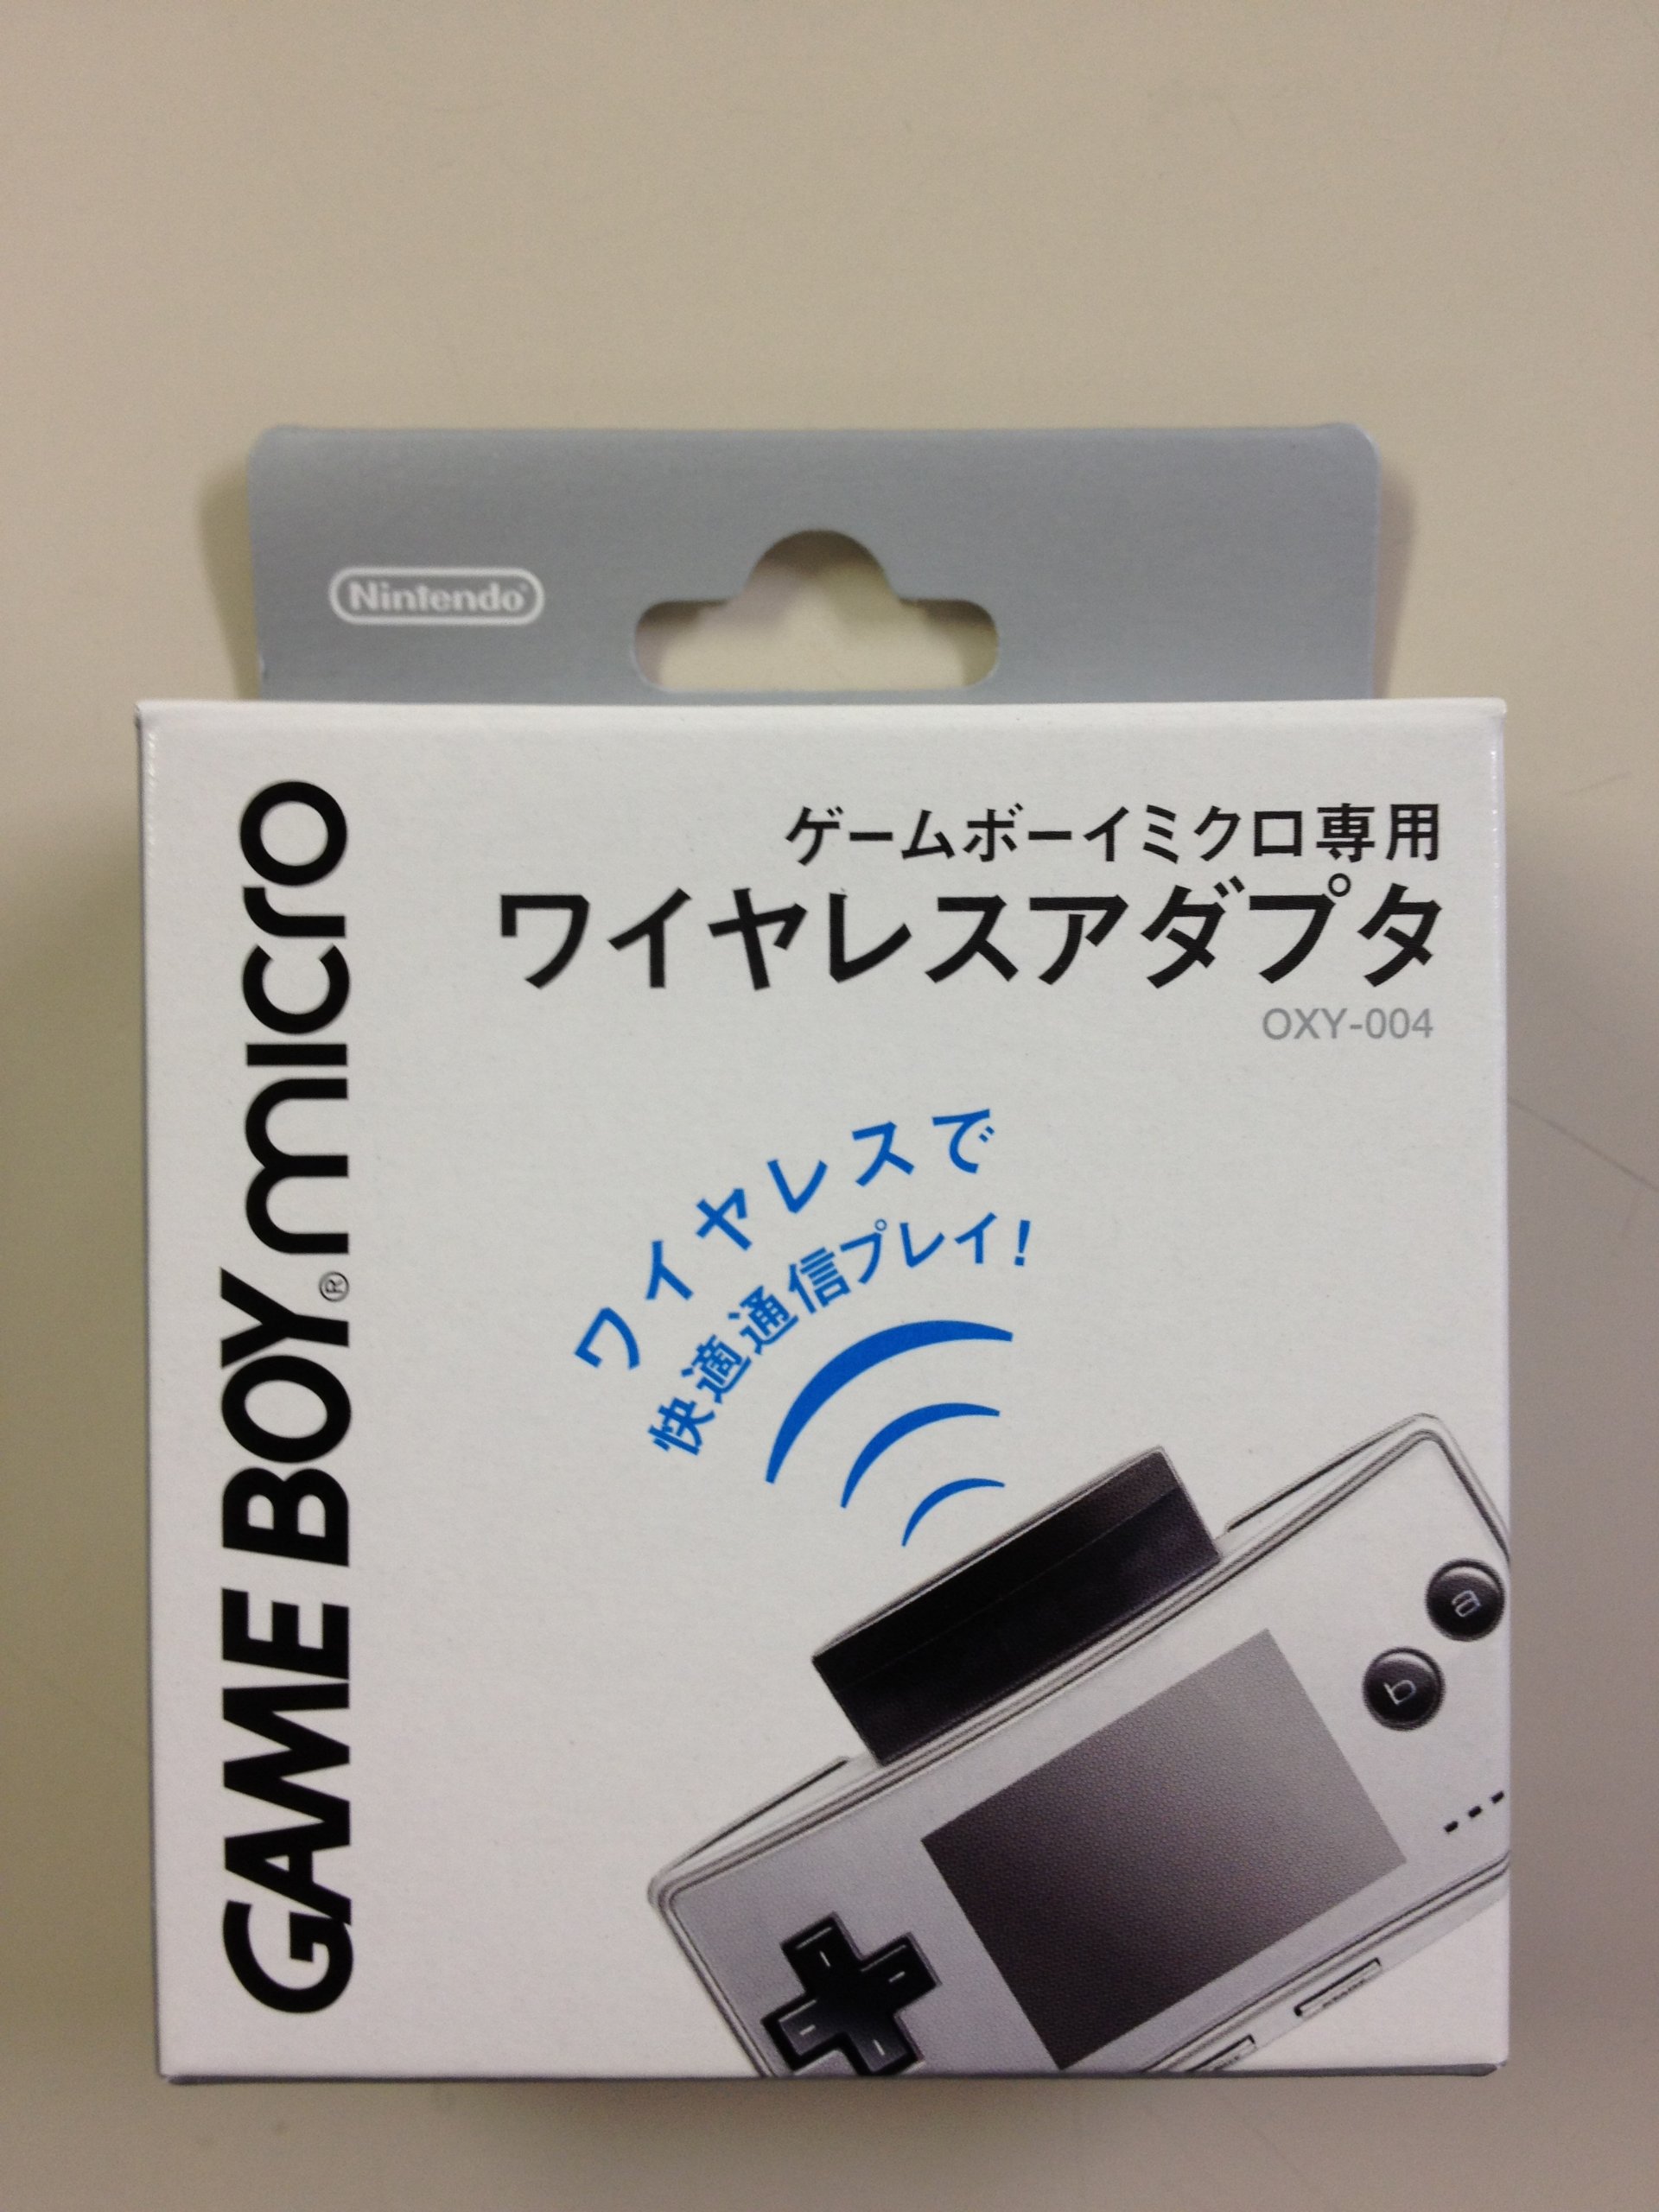 Nintendo
GAME BOY® micro
ゲームボーイミクロ専用
ワイヤレスアダプタ
OXY-004
ワイヤレスで
快適通信プレイ!
a
b